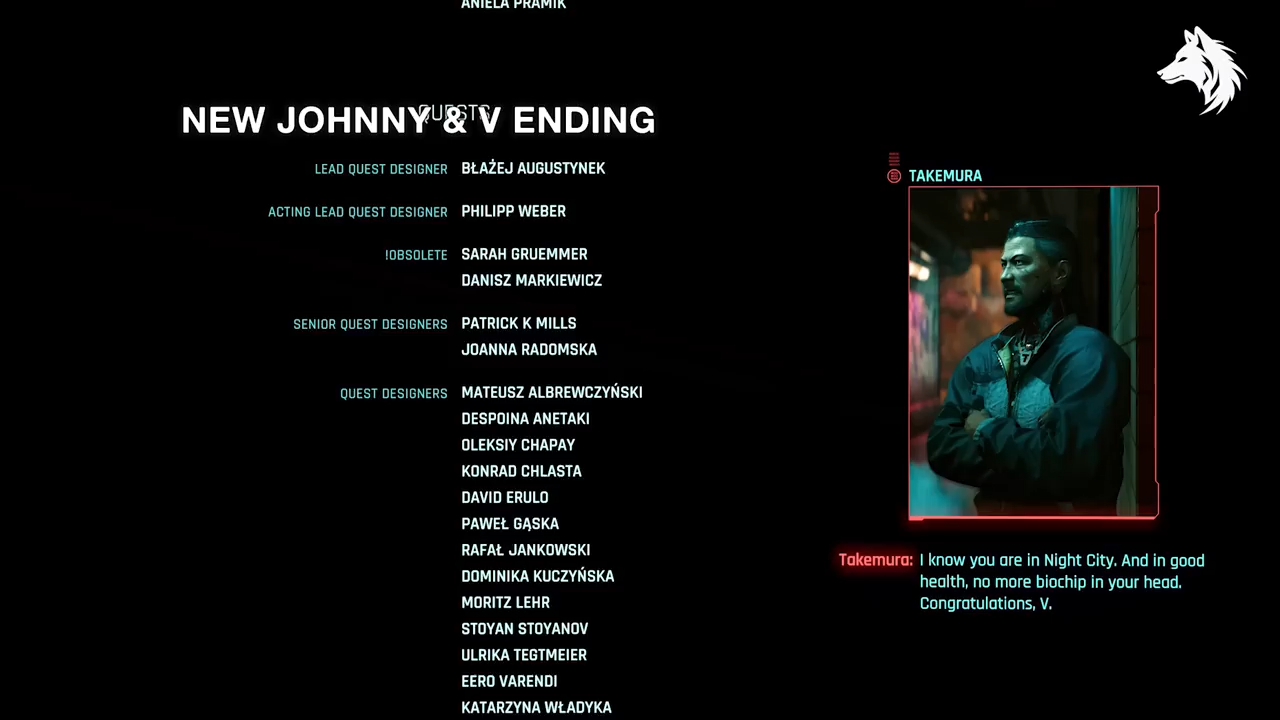 ANIELA PRAMIK
QUESTS
NEW JOHNNY & V ENDING
LEAD QUEST DESIGNER BŁAŻEJ AUGUSTYNEK
ACTING LEAD QUEST DESIGNER PHILIPP WEBER
!OBSOLETE SARAH GRUEMMER
DANISZ MARKIEWICZ
SENIOR QUEST DESIGNERS PATRICK K MILLS
JOANNA RADOMSKA
QUEST DESIGNERS MATEUSZ ALBREWCZYŃSKI
DESPOINA ANETAKI
OLEKSIY CHAPAY
KONRAD CHLASTA
DAVID ERULO
PAWEŁ GĄSKA
RAFAŁ JANKOWSKI
DOMINIKA KUCZYŃSKA
MORITZ LEHR
STOYAN STOYANOV
ULRIKA TEGTMEIER
EERO VARENDI
KATARZYNA WŁADYKA
TAKEMURA
Takemura: I know you are in Night City. And in good
health, no more biochip in your head.
Congratulations, V.